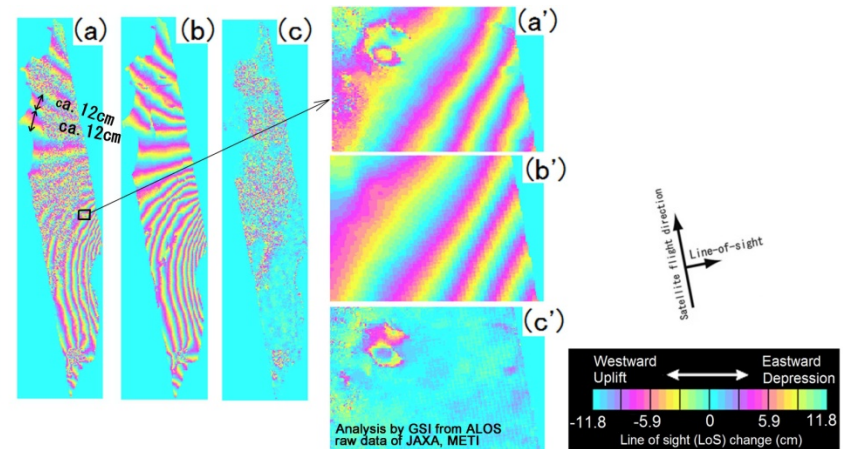 (a)
(b)
(c)
ca. 12cm
ca. 12cm
(a')
(b')
(c')
Analysis by GSI from ALOS
raw data of JAXA, METI
Satellite flight direction
Line-of-sight
Westward
Uplift
Eastward
Depression
-11.8 -5.9 0 5.9 11.8
Line of sight (LoS) change (cm)